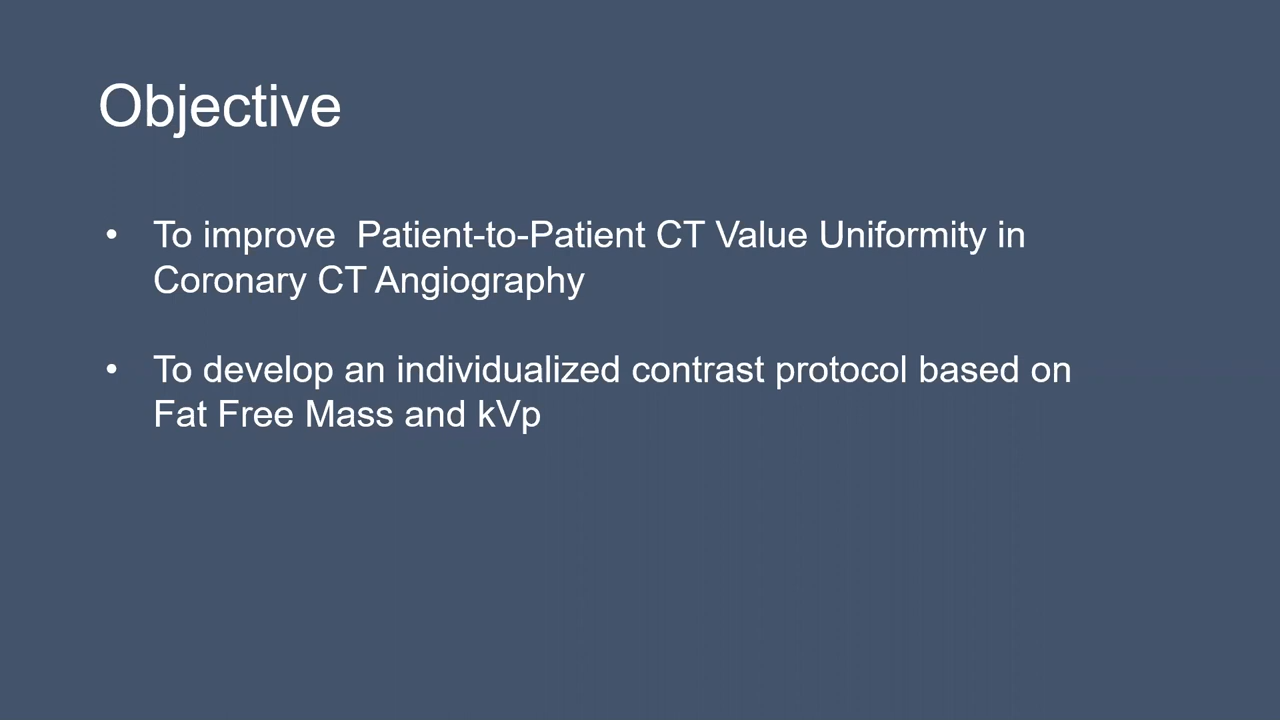 Objective
• To improve  Patient-to-Patient CT Value Uniformity in
Coronary CT Angiography
• To develop an individualized contrast protocol based on
Fat Free Mass and kVp